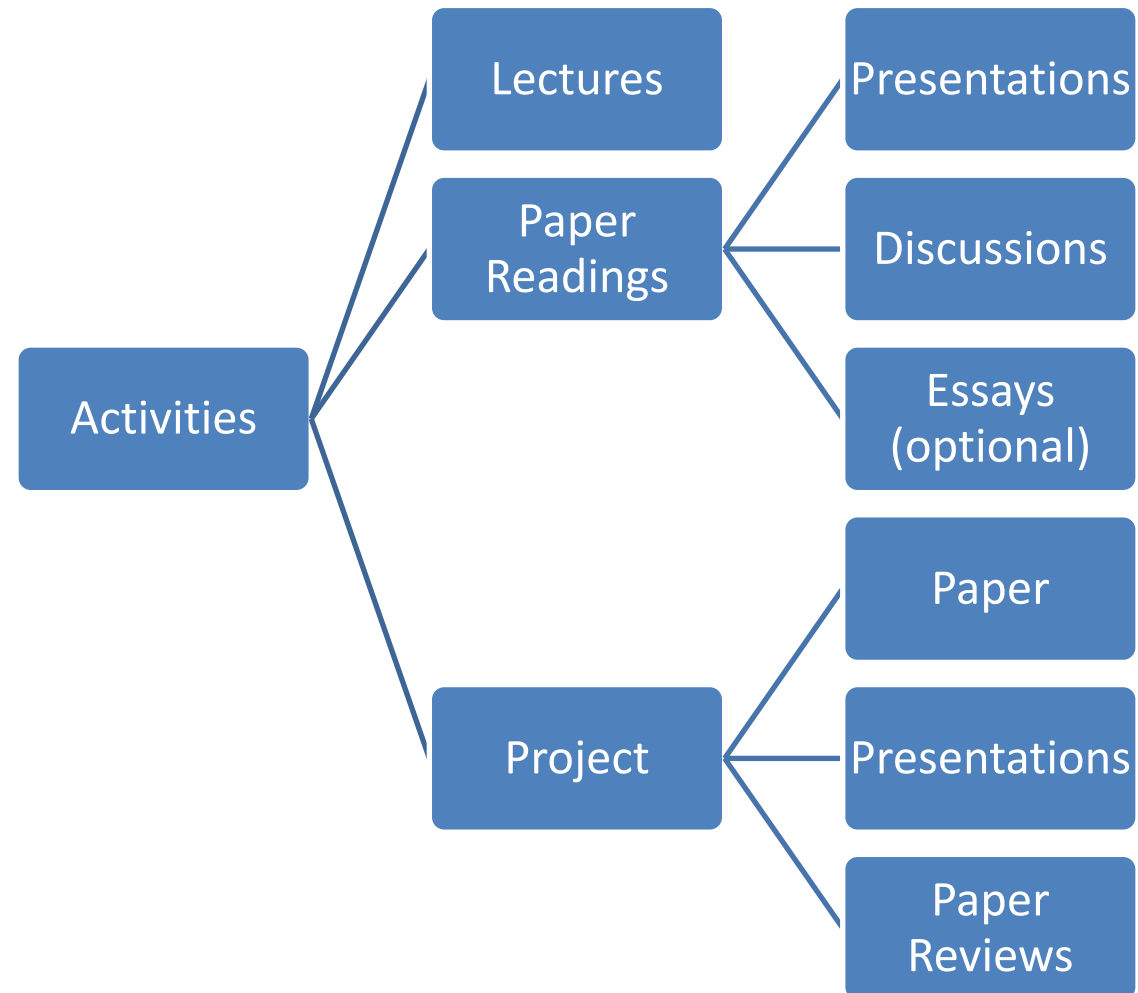 Lectures
Presentations
Paper
Readings
Discussions
Activities
Essays
(optional)
Paper
Project
Presentations
Paper
Reviews